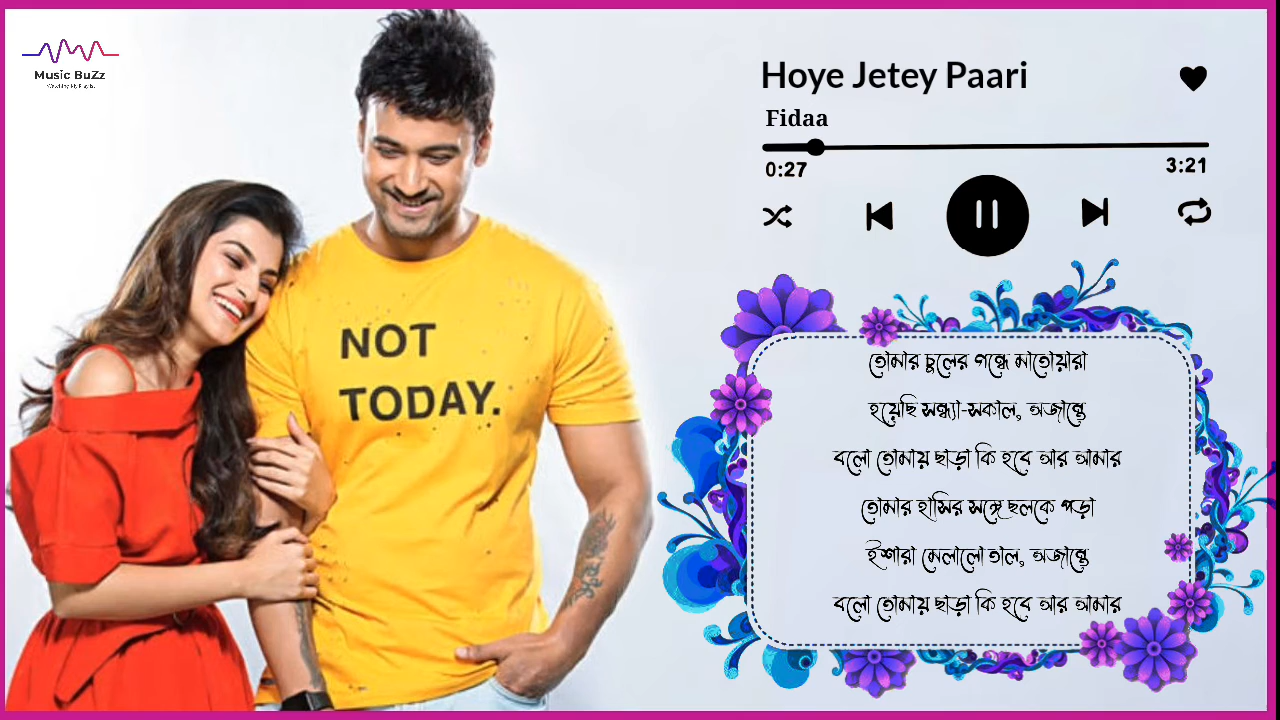 Music BuZz
Hoye Jetey Paari
Fidaa
0:27
3:21
NOT
TODAY.
তোমার চুলের গন্ধে মাতোয়ারা
হয়েছি সন্ধ্যা-সকাল, অজান্তে
বলো তোমায় ছাড়া কি হবে আর আমার
তোমার হাসির সঙ্গে ছলকে পড়া
ইশারা মেলালো তাল, অজান্তে
বলো তোমায় ছাড়া কি হবে আর আমার